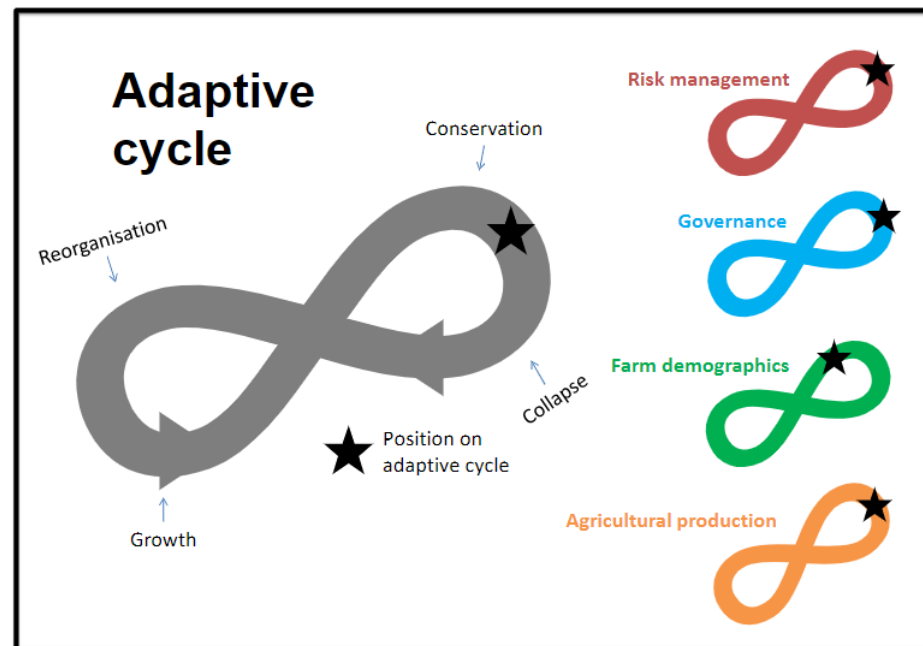 Adaptive
cycle
Conservation
Reorganisation
Collapse
Position on
adaptive cycle
Growth
Risk management
Governance
Farm demographics
Agricultural production